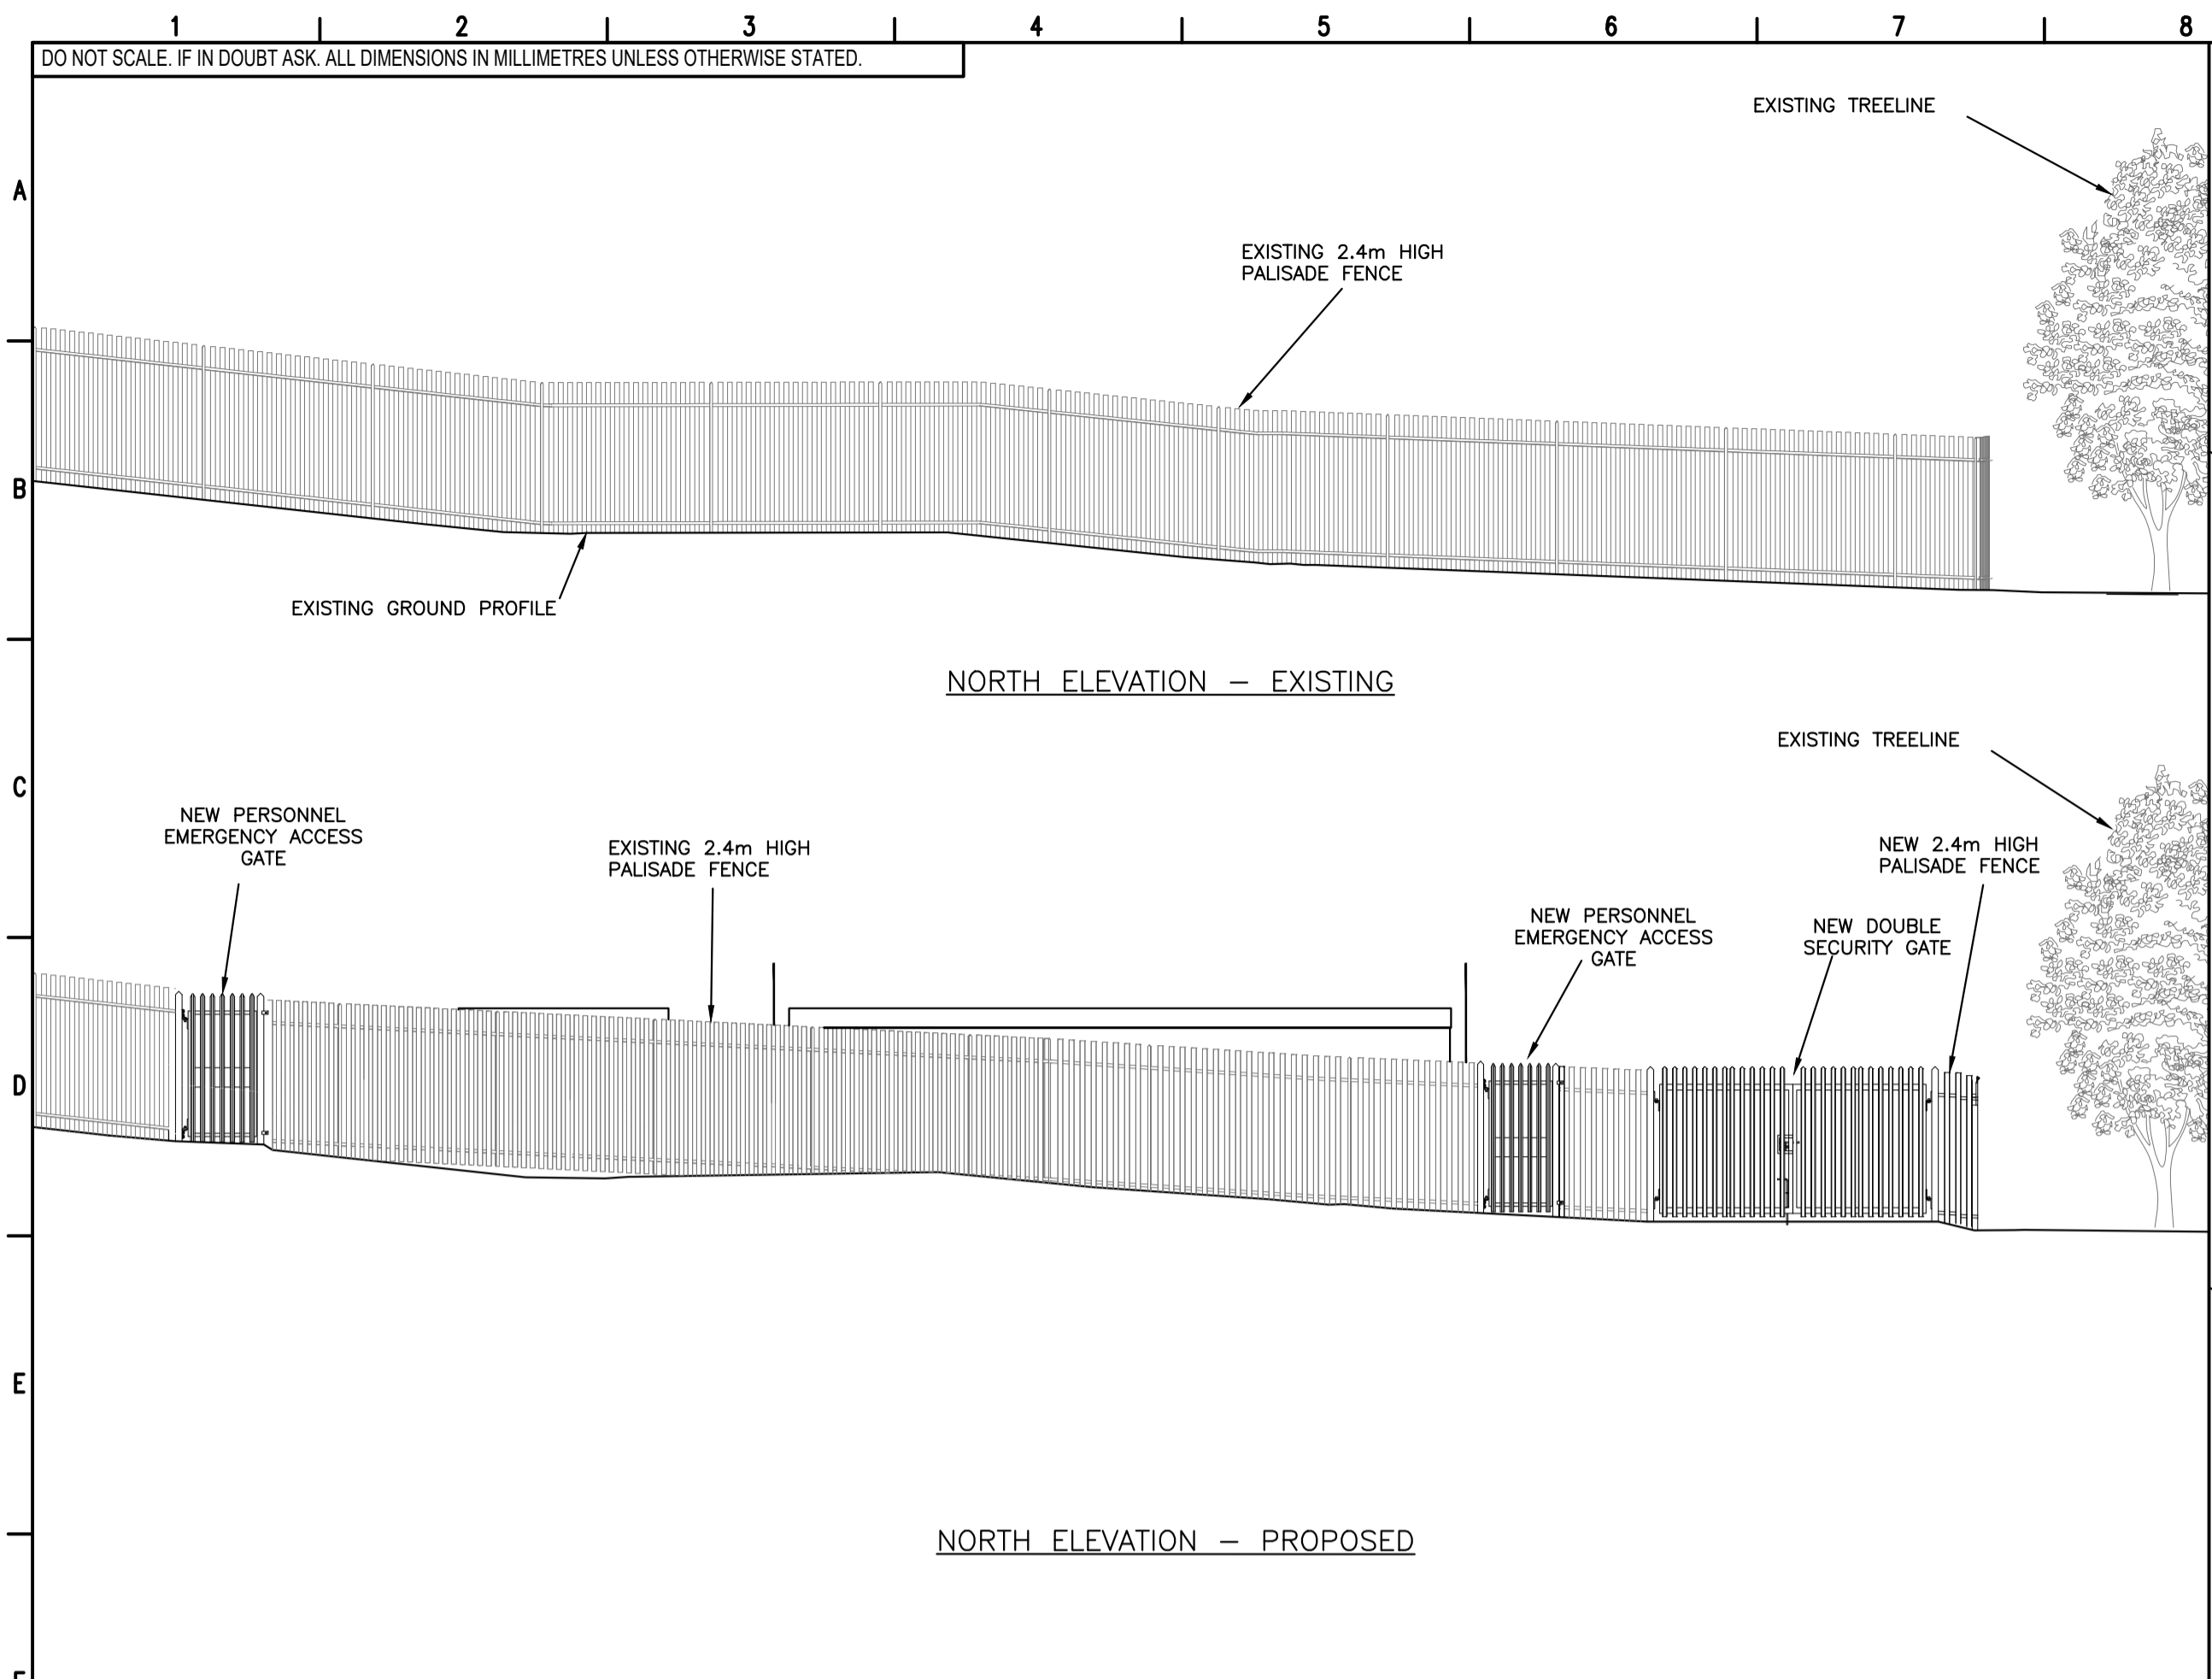 1 2 3 4 5 6 7 8
DO NOT SCALE. IF IN DOUBT ASK. ALL DIMENSIONS IN MILLIMETRES UNLESS OTHERWISE STATED.
EXISTING TREELINE
A
EXISTING 2.4m HIGH
PALISADE FENCE
B
EXISTING GROUND PROFILE
NORTH ELEVATION – EXISTING
EXISTING TREELINE
C
NEW PERSONNEL
EMERGENCY ACCESS
GATE
EXISTING 2.4m HIGH
PALISADE FENCE
NEW 2.4m HIGH
PALISADE FENCE
NEW PERSONNEL
EMERGENCY ACCESS
GATE
NEW DOUBLE
SECURITY GATE
D
E
NORTH ELEVATION – PROPOSED